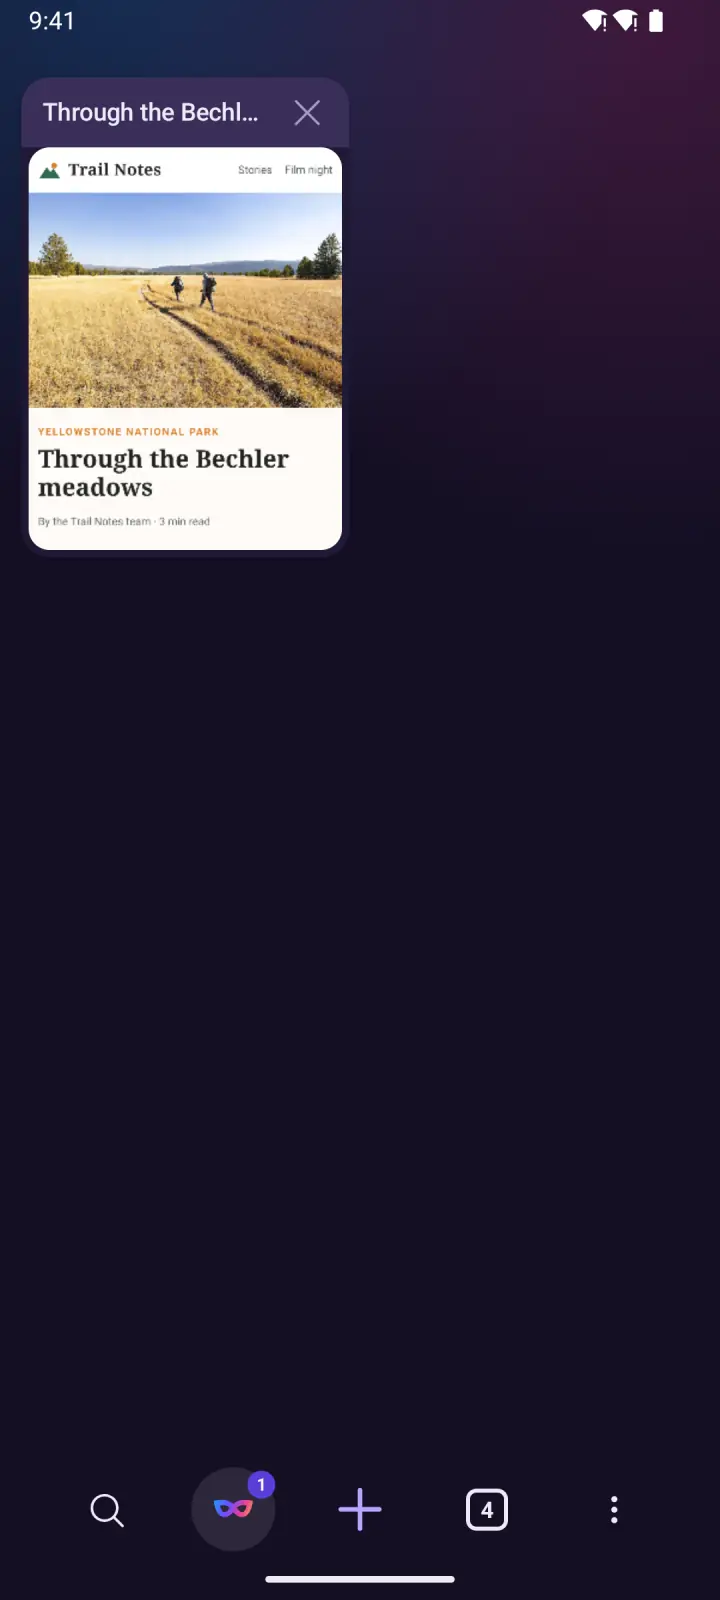 9:41
Through the Bechl...
Trail Notes
Stories
Film night
YELLOWSTONE NATIONAL PARK
Through the Bechler
meadows
By the Trail Notes team · 3 min read
1
4